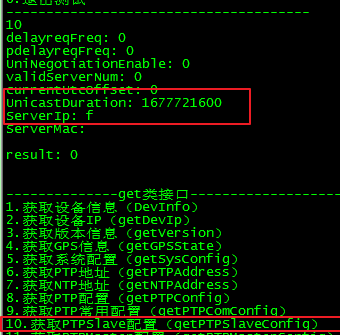 0.退出测试
---------------------------------------
10
delayreqFreq: 0
pdelayreqFreq: 0
UniNegotiationEnable: 0
validServerNum: 0
currentUtcOffset: 0
UnicastDuration: 1677721600
ServerIp: f
ServerMac:
result: 0
---------------get类接口-------------------
1.获取设备信息（DevInfo）
2.获取设备IP（getDevIp）
3.获取版本信息（getVersion）
4.获取GPS信息（getGPSState）
5.获取系统配置（getSysConfig）
6.获取PTP地址（getPTPAddress）
7.获取NTP地址（getNTPAddress）
8.获取PTP配置（getPTPConfig）
9.获取PTP常用配置（getPTPComConfig）
10.获取PTPSlave配置（getPTPSlaveConfig）